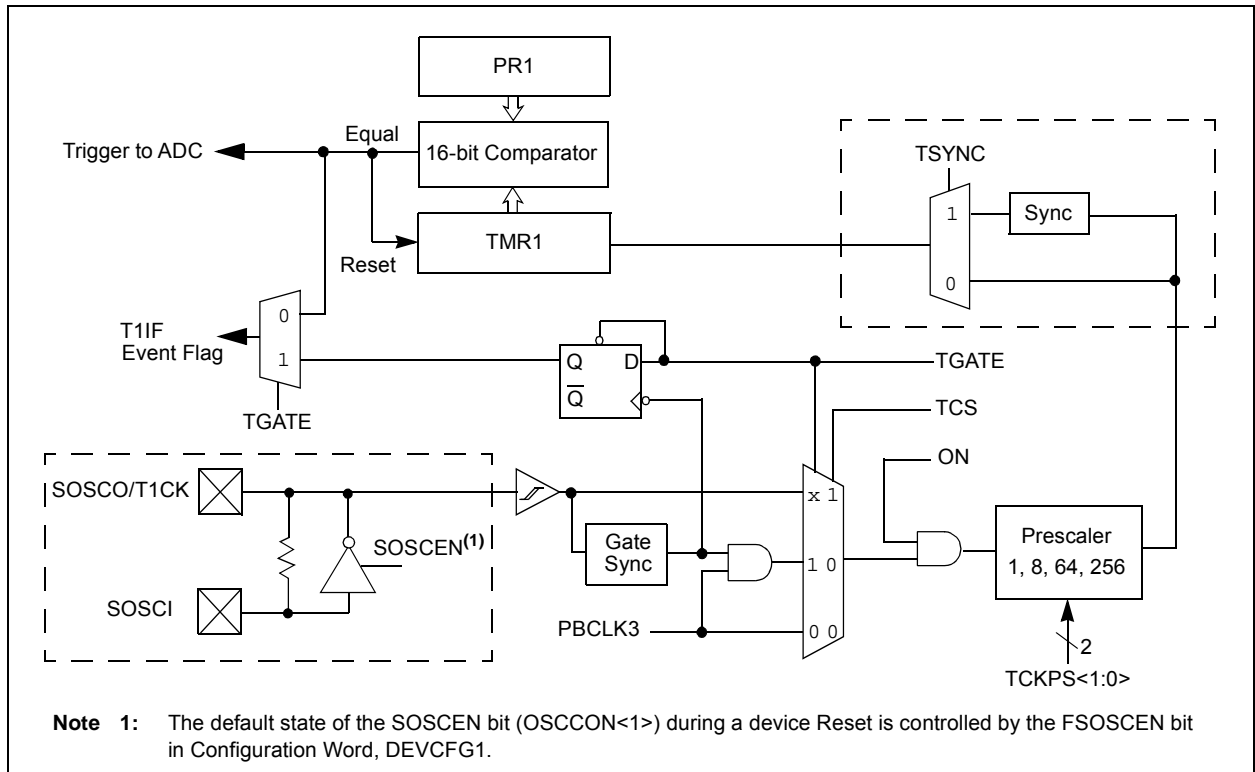 PR1
Equal
Trigger to ADC
16-bit Comparator
TSYNC
1
Sync
TMR1
Reset
0
0
T1IF
Event Flag
1
Q
D
TGATE
Q̅
TCS
TGATE
ON
SOSCO/T1CK
x 1
SOSCEN(1)
Gate
Sync
1 0
Prescaler
1, 8, 64, 256
SOSCI
PBCLK3
0 0
2
TCKPS<1:0>
Note 1: The default state of the SOSCEN bit (OSCCON<1>) during a device Reset is controlled by the FSOSCEN bit
in Configuration Word, DEVCFG1.